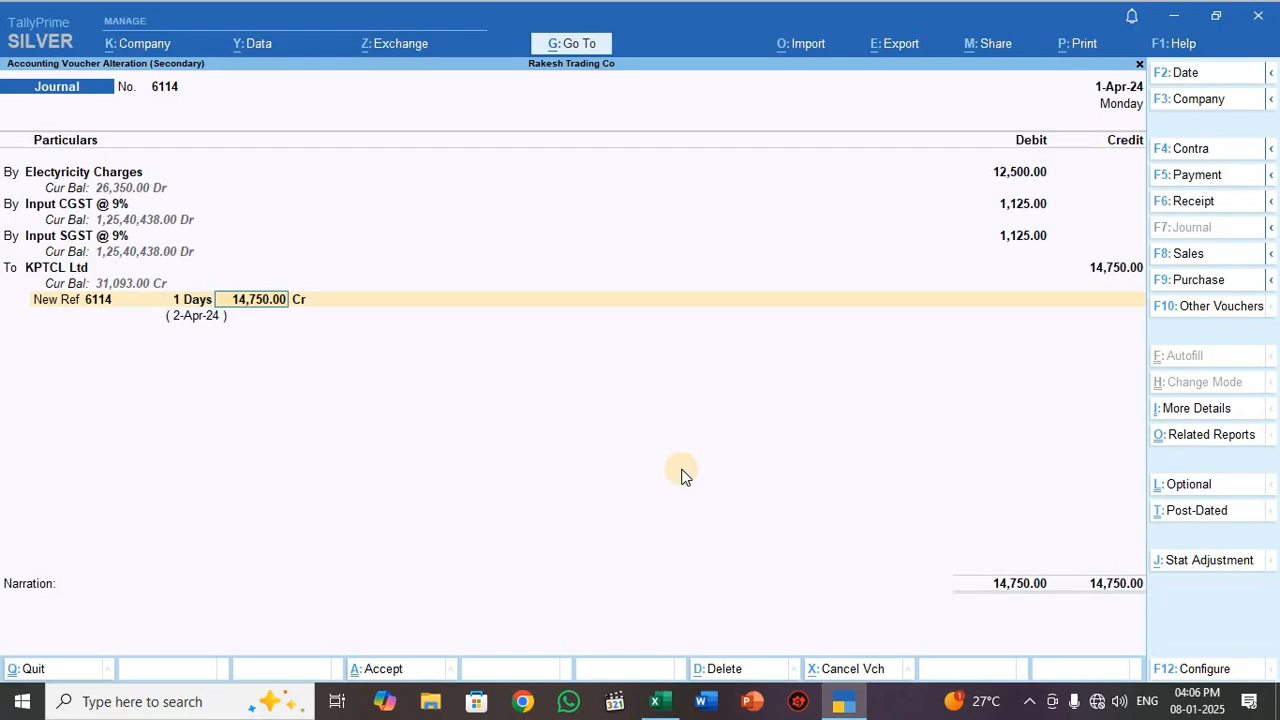 TallyPrime
MANAGE
SILVER
K: Company
Y: Data
Z: Exchange
G: Go To
O: Import
E: Export
M: Share
P: Print
F1: Help
Accounting Voucher Alteration (Secondary)
Rakesh Trading Co
Journal No. 6114
1-Apr-24
Monday
Particulars Debit Credit
By Electyricity Charges 12,500.00
Cur Bal: 26,350.00 Dr
By Input CGST @ 9% 1,125.00
Cur Bal: 1,25,40,438.00 Dr
By Input SGST @ 9% 1,125.00
Cur Bal: 1,25,40,438.00 Dr
To KPTCL Ltd 14,750.00
Cur Bal: 31,093.00 Cr
New Ref 6114 1 Days 14,750.00 Cr
( 2-Apr-24 )
Narration: 14,750.00 14,750.00
F2: Date
F3: Company
F4: Contra
F5: Payment
F6: Receipt
F7: Journal
F8: Sales
F9: Purchase
F10: Other Vouchers
F: Autofill
H: Change Mode
I: More Details
O: Related Reports
L: Optional
T: Post-Dated
J: Stat Adjustment
Q: Quit
A: Accept
D: Delete
X: Cancel Vch
F12: Configure
Type here to search
27°C
ENG
04:06 PM
08-01-2025